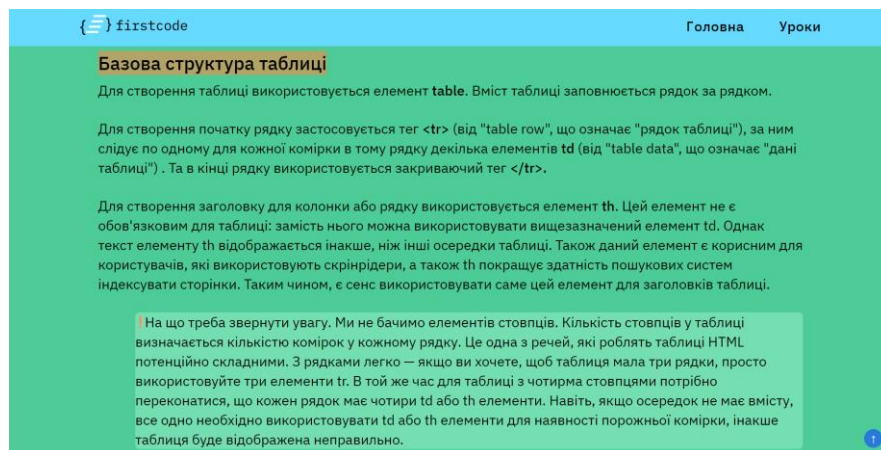 { } firstcode
Головна Уроки
Базова структура таблиці
Для створення таблиці використовується елемент table. Вміст таблиці заповнюється рядок за рядком.
Для створення початку рядку застосовується тег <tr> (від "table row", що означає "рядок таблиці"), за ним
слідує по одному для кожної комірки в тому рядку декілька елементів td (від "table data", що означає "дані
таблиці") . Та в кінці рядку використовується закриваючий тег </tr>.
Для створення заголовку для колонки або рядку використовується елемент th. Цей елемент не є
обов'язковим для таблиці: замість нього можна використовувати вищезазначений елемент td. Однак
текст елементу th відображається інакше, ніж інші осередки таблиці. Також даний елемент є корисним для
користувачів, які використовують скрінрідери, а також th покращує здатність пошукових систем
індексувати сторінки. Таким чином, є сенс використовувати саме цей елемент для заголовків таблиці.
!На що треба звернути увагу. Ми не бачимо елементів стовпців. Кількість стовпців у таблиці
визначається кількістю комірок у кожному рядку. Це одна з речей, які роблять таблиці HTML
потенційно складними. З рядками легко — якщо ви хочете, щоб таблиця мала три рядки, просто
використовуйте три елементи tr. В той же час для таблиці з чотирма стовпцями потрібно
переконатися, що кожен рядок має чотири td або th елементи. Навіть, якщо осередок не має вмісту,
все одно необхідно використовувати td або th елементи для наявності порожньої комірки, інакше
таблиця буде відображена неправильно.